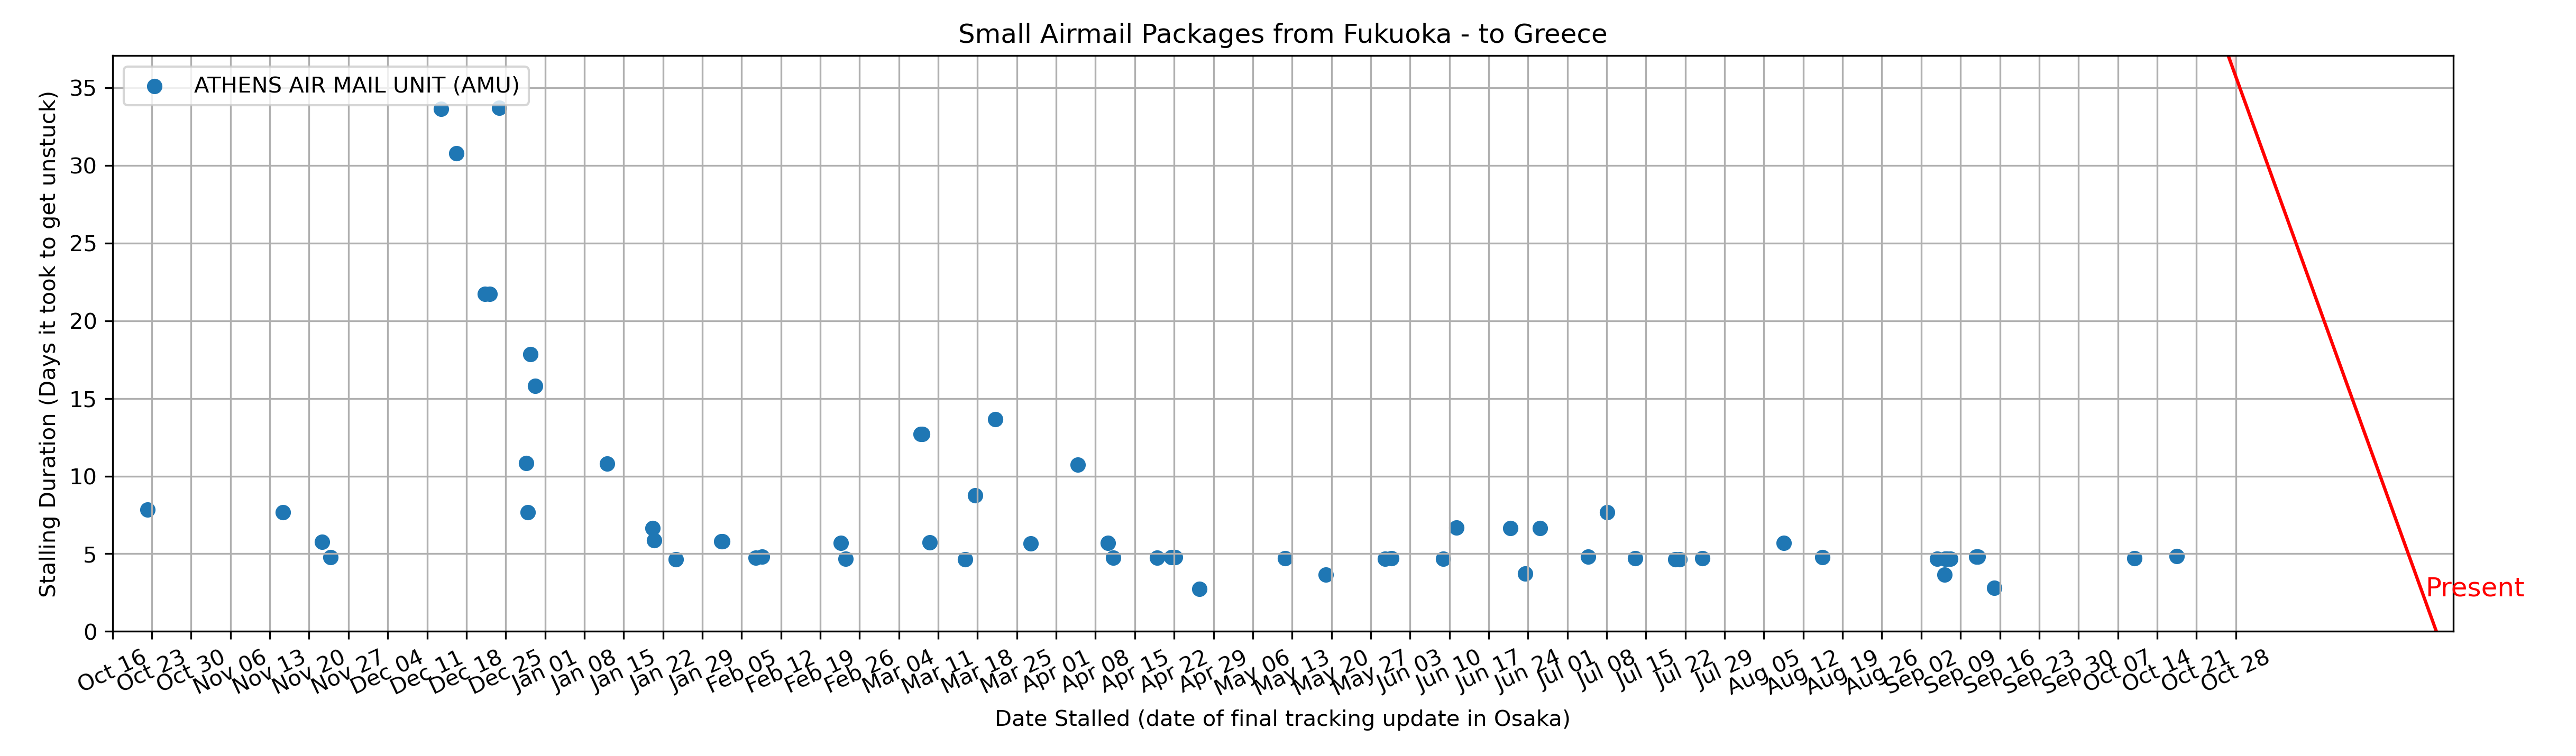 Small Airmail Packages from Fukuoka - to Greece
ATHENS AIR MAIL UNIT (AMU)
Stalling Duration (Days it took to get unstuck)
35
30
25
20
15
10
5
0
Present
Oct 16
Oct 23
Oct 30
Nov 06
Nov 13
Nov 20
Nov 27
Dec 04
Dec 11
Dec 18
Dec 25
Jan 01
Jan 08
Jan 15
Jan 22
Jan 29
Feb 05
Feb 12
Feb 19
Feb 26
Mar 04
Mar 11
Mar 18
Mar 25
Apr 01
Apr 08
Apr 15
Apr 22
Apr 29
May 06
May 13
May 20
May 27
Jun 03
Jun 10
Jun 17
Jun 24
Jul 01
Jul 08
Jul 15
Jul 22
Jul 29
Aug 05
Aug 12
Aug 19
Aug 26
Sep 02
Sep 09
Sep 16
Sep 23
Sep 30
Oct 07
Oct 14
Oct 21
Oct 28
Date Stalled (date of final tracking update in Osaka)